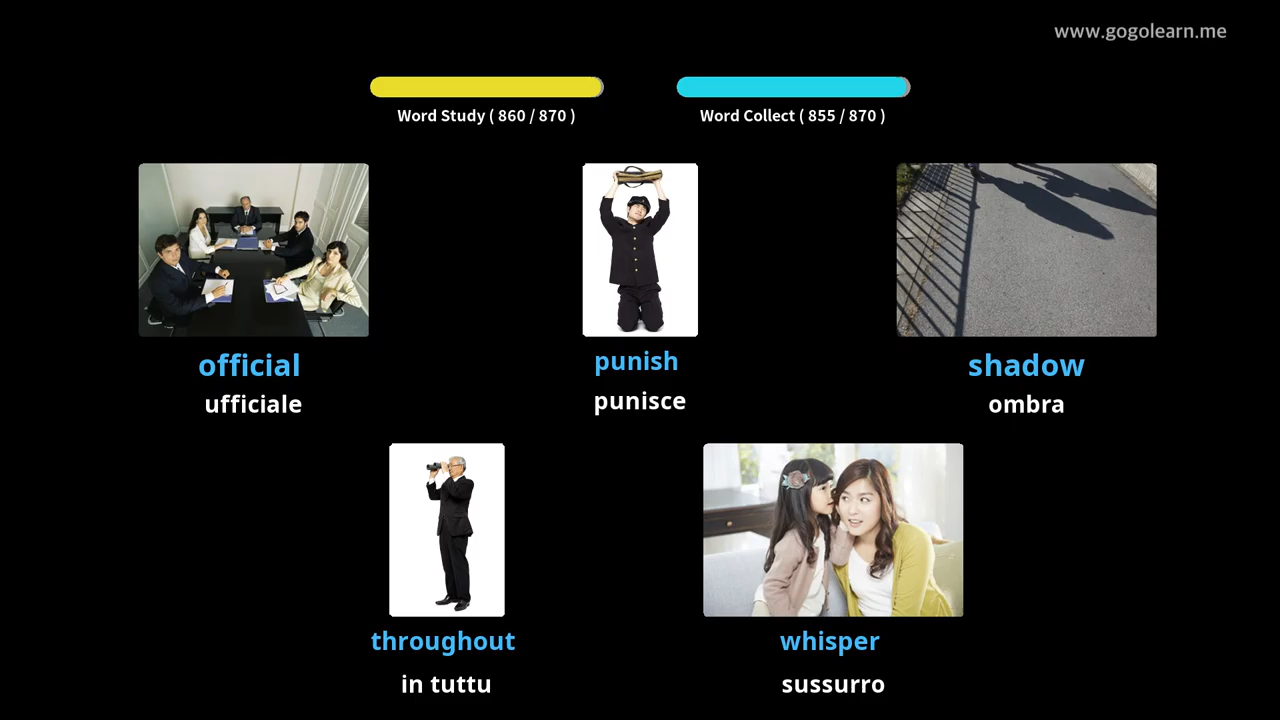 www.gogolearn.me
Word Study ( 860 / 870 )
Word Collect ( 855 / 870 )
official
ufficiale
punish
punisce
shadow
ombra
throughout
in tuttu
whisper
sussurro